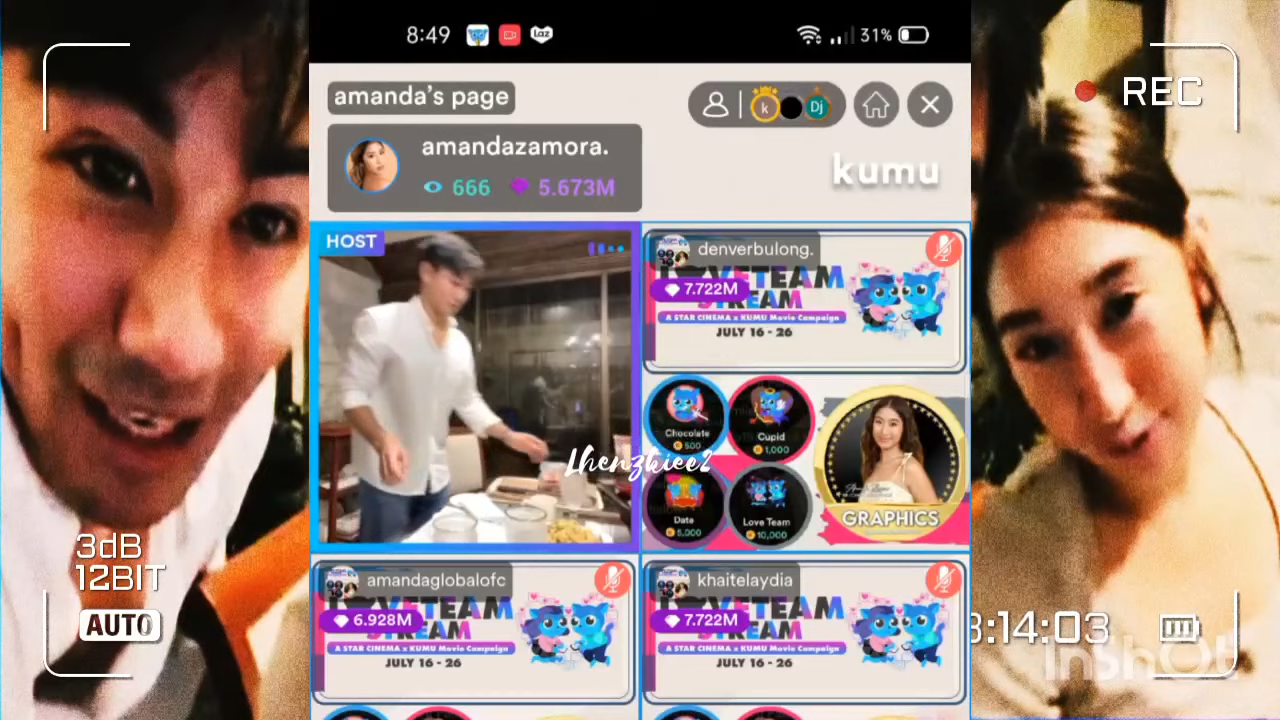 8:49
laz
31%
REC
amanda's page
k
Dj
amandazamora.
666
5.673M
kumu
HOST
denverbulong.
7.722M
LOVETEAM
STREAM
A STAR CINEMA x KUMU Movie Campaign
JULY 16 - 26
Chocolate
500
Cupid
1,000
Lhenzkiee2
Date
5,000
Love Team
10,000
GRAPHICS
3dB
12BIT
AUTO
amandaglobalofc
6.928M
LOVETEAM
STREAM
A STAR CINEMA x KUMU Movie Campaign
JULY 16 - 26
khaitelaydia
7.722M
LOVETEAM
STREAM
A STAR CINEMA x KUMU Movie Campaign
JULY 16 - 26
3:14:03
InShOt